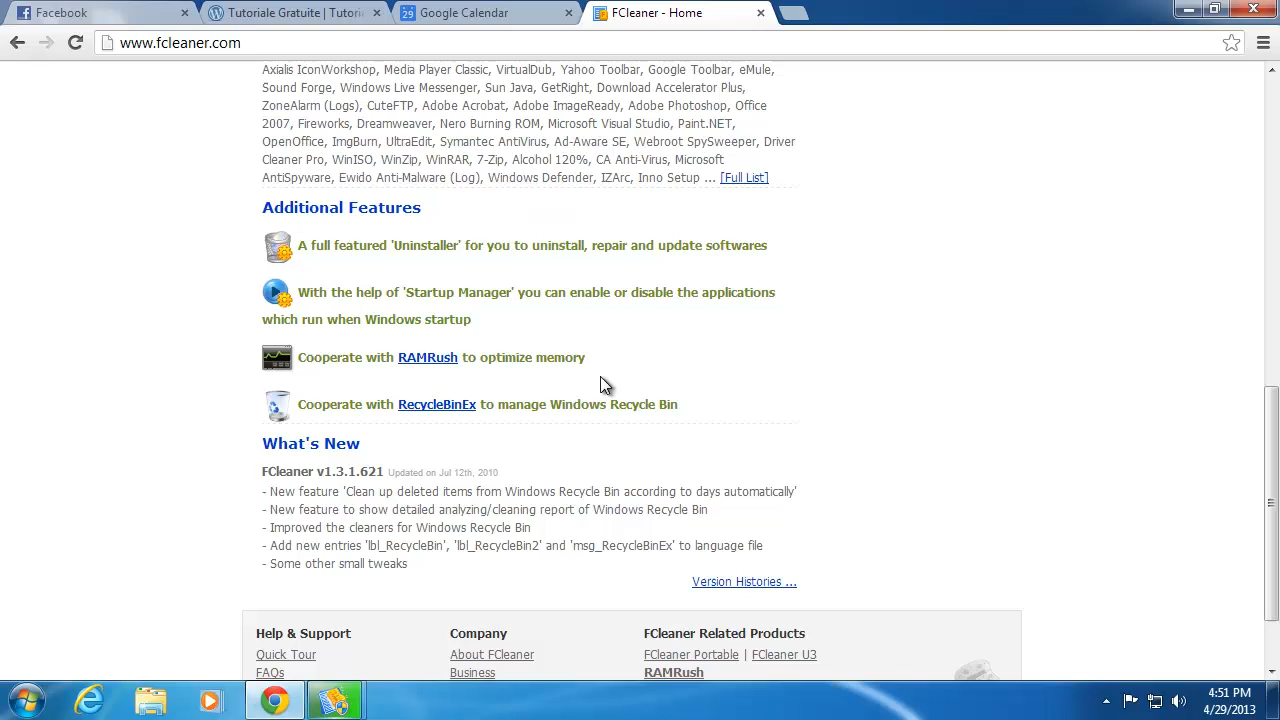 Facebook
Tutoriale Gratuite | Tutoria
29
Google Calendar
FCleaner - Home
www.fcleaner.com
Axialis IconWorkshop, Media Player Classic, VirtualDub, Yahoo Toolbar, Google Toolbar, eMule,
Sound Forge, Windows Live Messenger, Sun Java, GetRight, Download Accelerator Plus,
ZoneAlarm (Logs), CuteFTP, Adobe Acrobat, Adobe ImageReady, Adobe Photoshop, Office
2007, Fireworks, Dreamweaver, Nero Burning ROM, Microsoft Visual Studio, Paint.NET,
OpenOffice, ImgBurn, UltraEdit, Symantec AntiVirus, Ad-Aware SE, Webroot SpySweeper, Driver
Cleaner Pro, WinISO, WinZip, WinRAR, 7-Zip, Alcohol 120%, CA Anti-Virus, Microsoft
AntiSpyware, Ewido Anti-Malware (Log), Windows Defender, IZArc, Inno Setup ... [Full List]
Additional Features
A full featured 'Uninstaller' for you to uninstall, repair and update softwares
With the help of 'Startup Manager' you can enable or disable the applications
which run when Windows startup
Cooperate with RAMRush to optimize memory
Cooperate with RecycleBinEx to manage Windows Recycle Bin
What's New
FCleaner v1.3.1.621 Updated on Jul 12th, 2010
- New feature 'Clean up deleted items from Windows Recycle Bin according to days automatically'
- New feature to show detailed analyzing/cleaning report of Windows Recycle Bin
- Improved the cleaners for Windows Recycle Bin
- Add new entries 'lbl_RecycleBin', 'lbl_RecycleBin2' and 'msg_RecycleBinEx' to language file
- Some other small tweaks
Version Histories ...
Help & Support
Company
FCleaner Related Products
Quick Tour
About FCleaner
FCleaner Portable | FCleaner U3
FAQs
Business
RAMRush
4:51 PM
4/29/2013